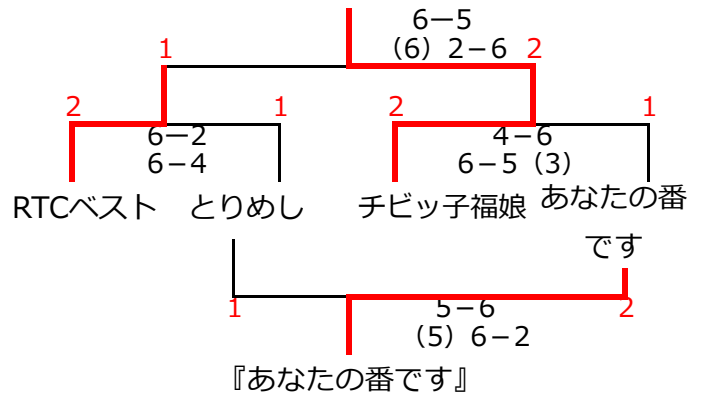 6ー5
1 （6）2－6 2
2 1 2 1
6ー2 4－6
6－4 6－5（3）
RTCベスト とりめし チビッ子福娘 あなたの番
です
1 5－6 2
（5）6－2
『あなたの番です』